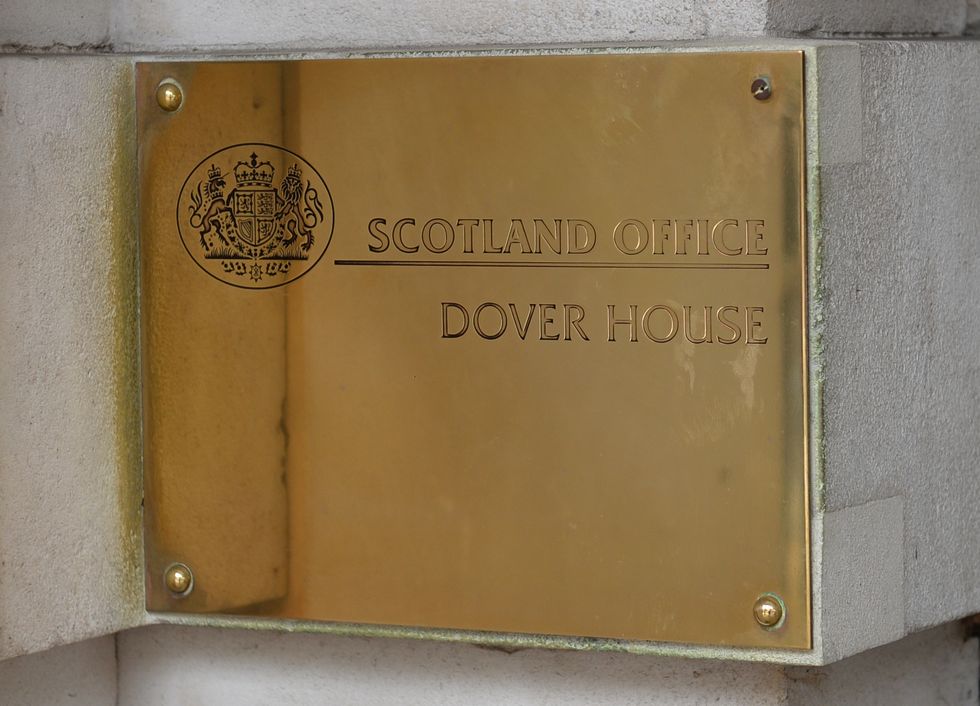 SCOTLAND OFFICE
DOVER HOUSE